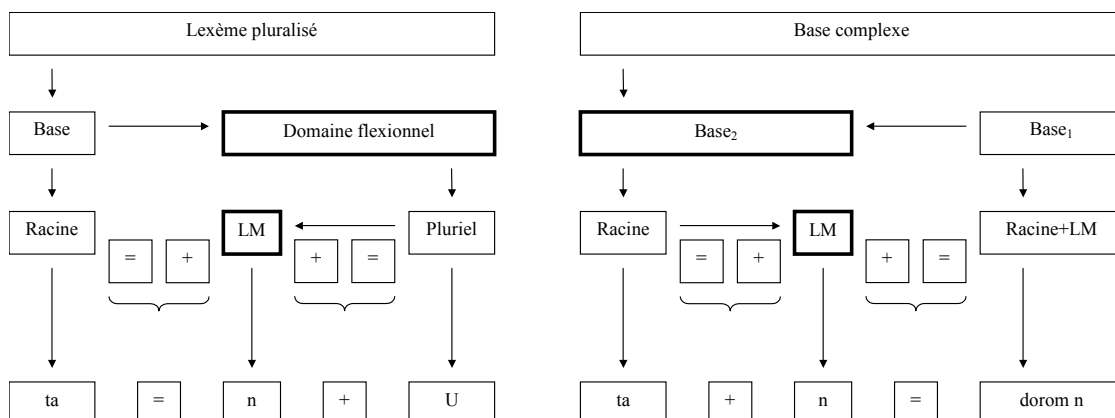 Lexème pluralisé
Base complexe
Base
Domaine flexionnel
Base₂
Base₁
Racine
LM
Pluriel
Racine
LM
Racine+LM
= + + =
= + + =
ta = n + U
ta + n = dorom n